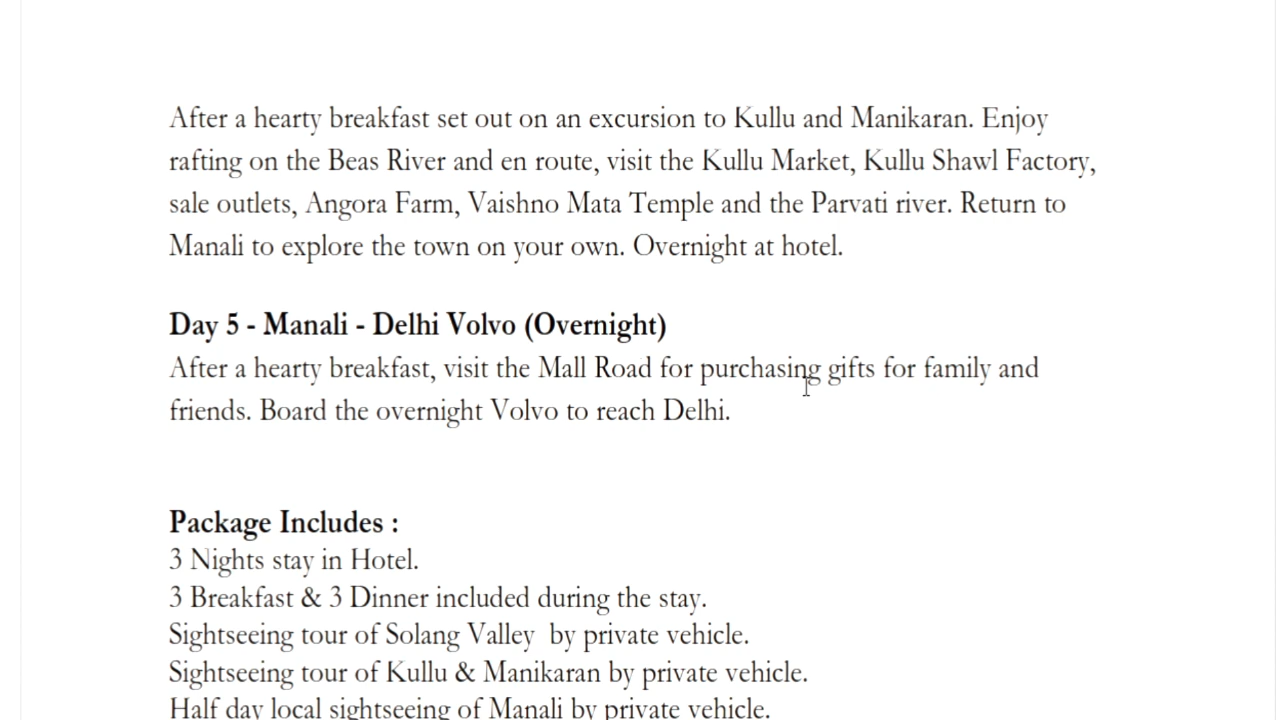 After a hearty breakfast set out on an excursion to Kullu and Manikaran. Enjoy
rafting on the Beas River and en route, visit the Kullu Market, Kullu Shawl Factory,
sale outlets, Angora Farm, Vaishno Mata Temple and the Parvati river. Return to
Manali to explore the town on your own. Overnight at hotel.
Day 5 - Manali - Delhi Volvo (Overnight)
After a hearty breakfast, visit the Mall Road for purchasing gifts for family and
friends. Board the overnight Volvo to reach Delhi.
Package Includes :
3 Nights stay in Hotel.
3 Breakfast & 3 Dinner included during the stay.
Sightseeing tour of Solang Valley  by private vehicle.
Sightseeing tour of Kullu & Manikaran by private vehicle.
Half day local sightseeing of Manali by private vehicle.